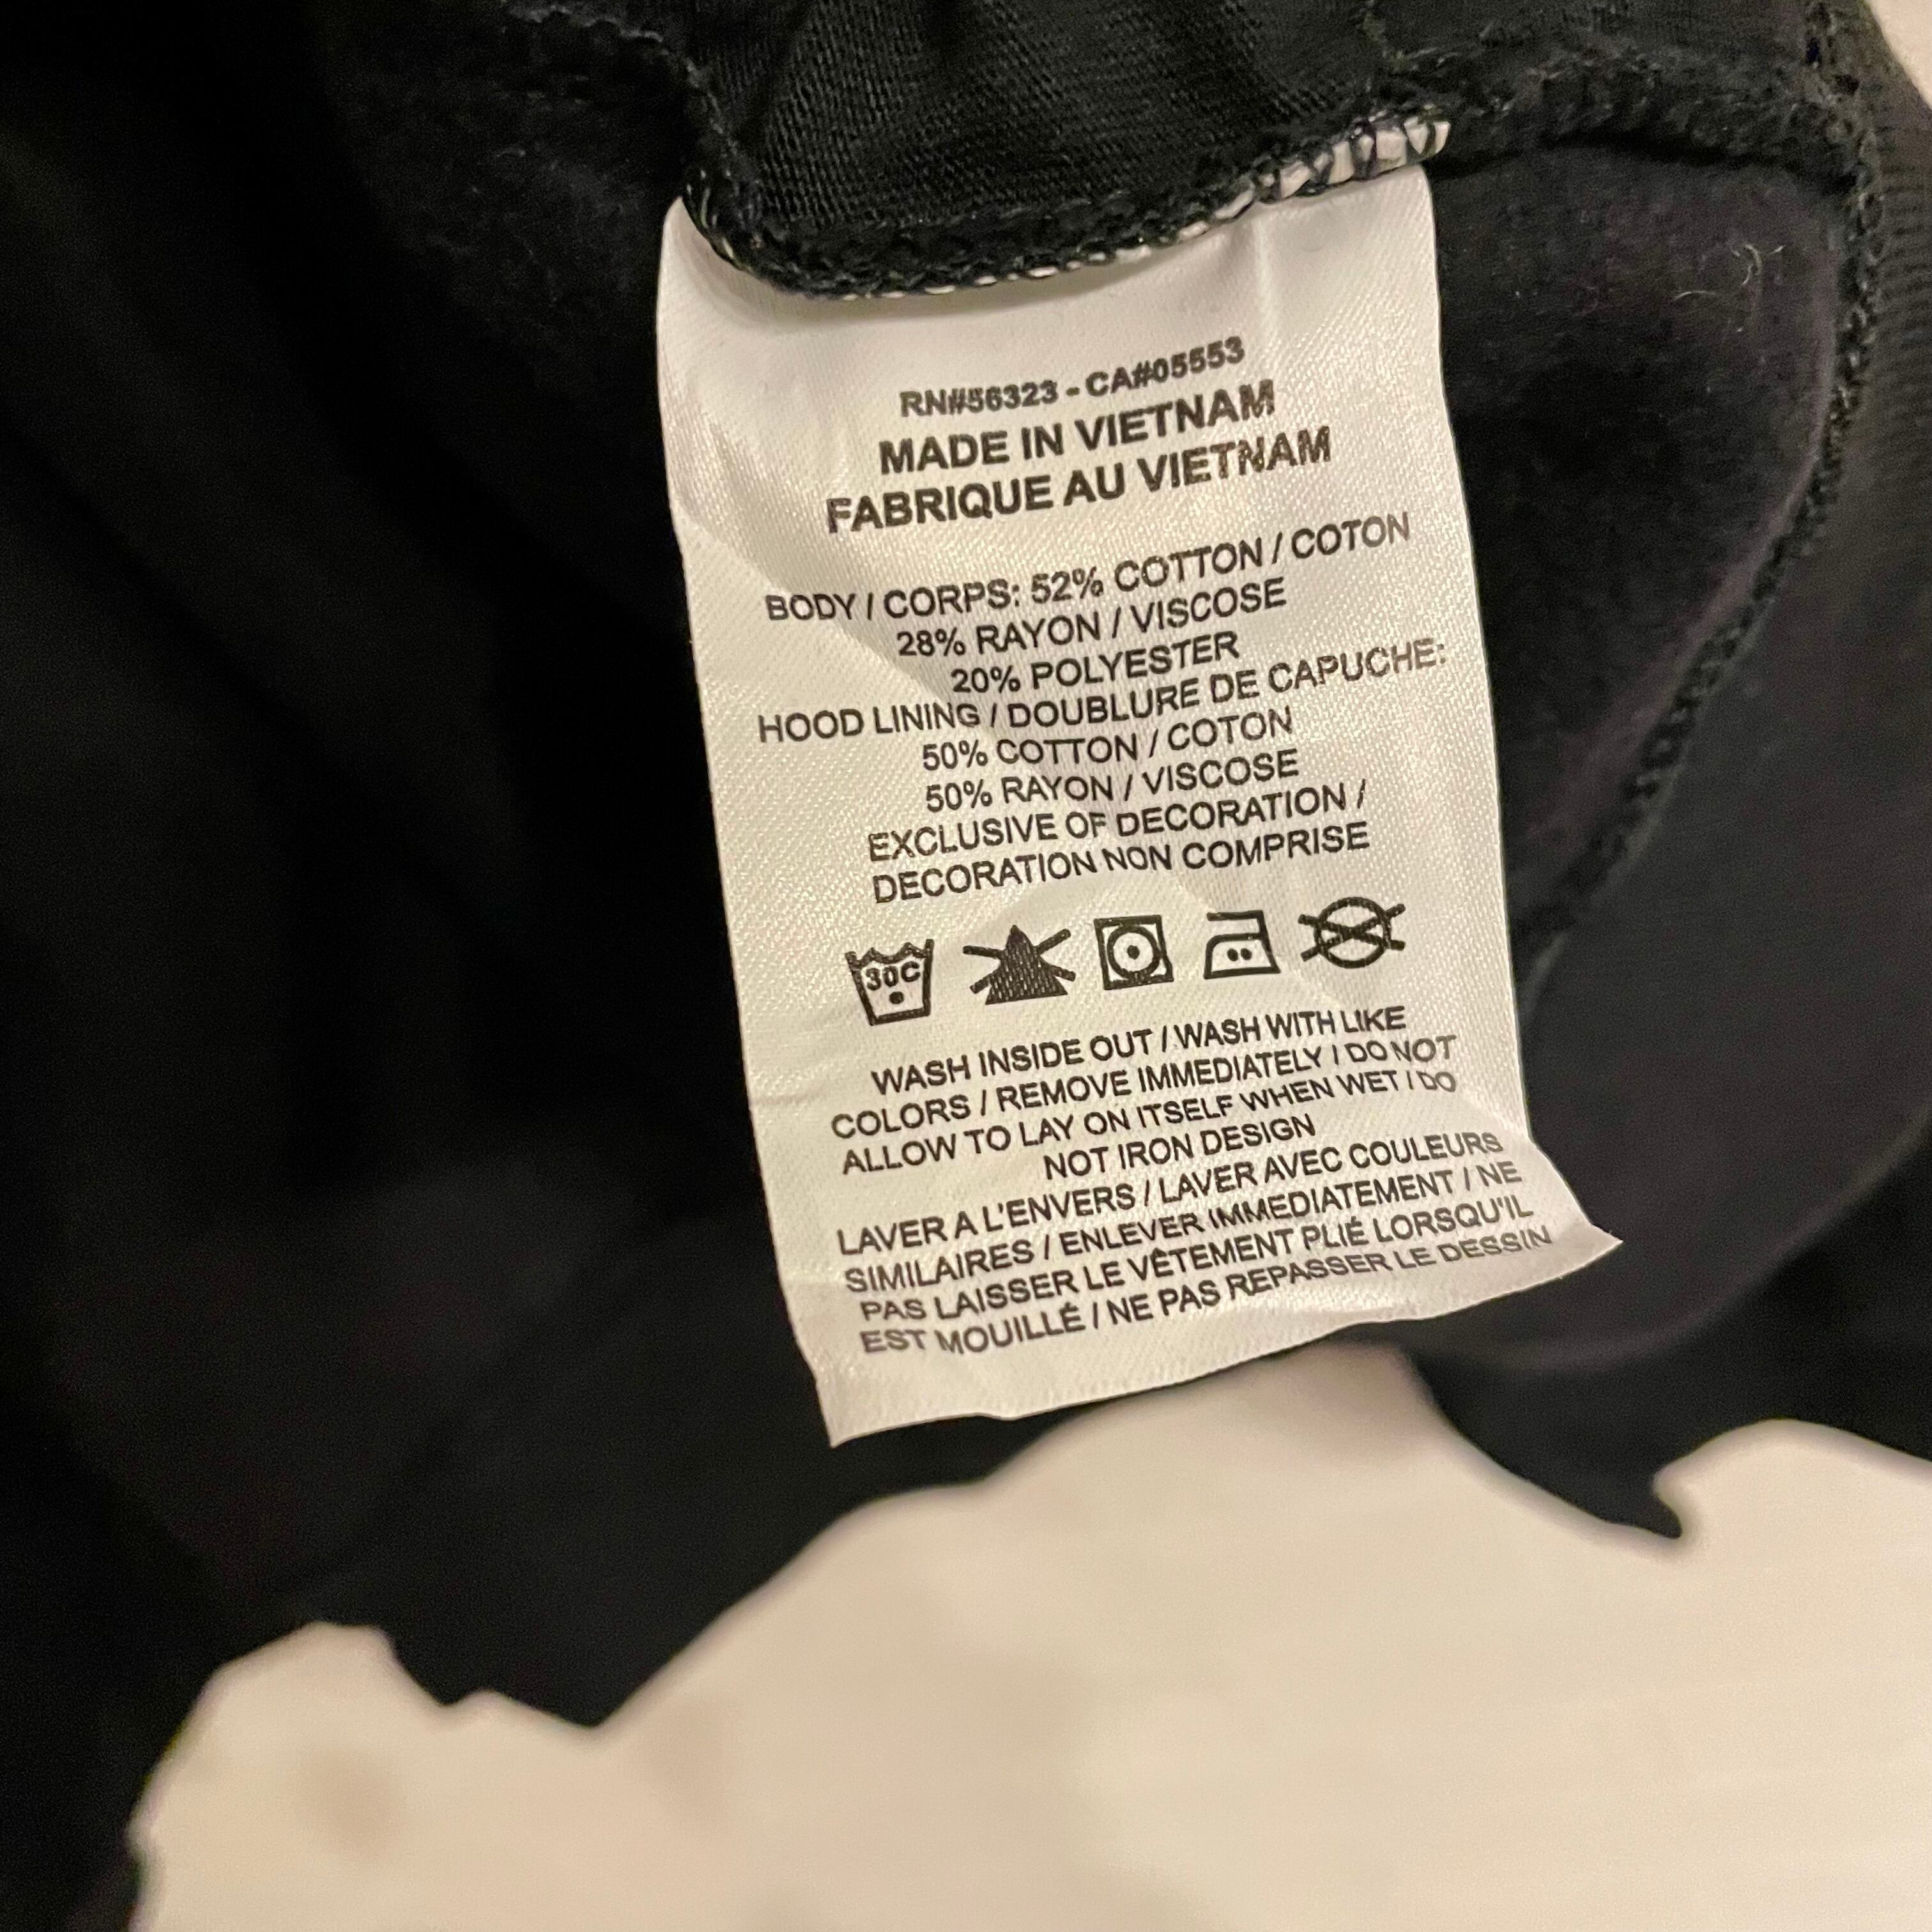 RN#56323 - CA#05553
MADE IN VIETNAM
FABRIQUE AU VIETNAM
BODY / CORPS: 52% COTTON / COTON
28% RAYON / VISCOSE
20% POLYESTER
HOOD LINING / DOUBLURE DE CAPUCHE:
50% COTTON / COTON
50% RAYON / VISCOSE
EXCLUSIVE OF DECORATION /
DECORATION NON COMPRISE
30C
WASH INSIDE OUT / WASH WITH LIKE
COLORS / REMOVE IMMEDIATELY / DO NOT
ALLOW TO LAY ON ITSELF WHEN WET / DO
NOT IRON DESIGN
LAVER A L'ENVERS / LAVER AVEC COULEURS
SIMILAIRES / ENLEVER IMMEDIATEMENT / NE
PAS LAISSER LE VÊTEMENT PLIÉ LORSQU'IL
EST MOUILLÉ / NE PAS REPASSER LE DESSIN